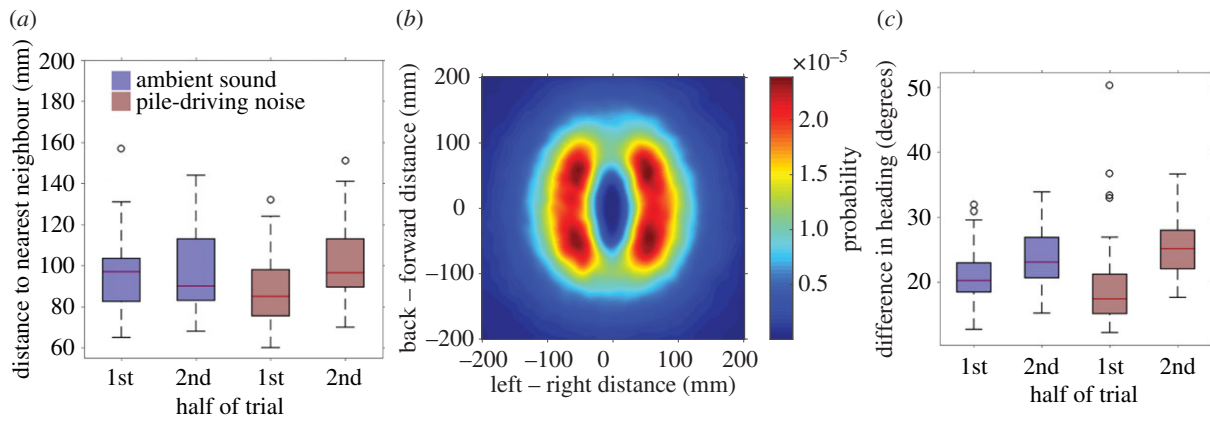 (a)
distance to nearest neighbour (mm)
200
180
160
140
120
100
80
60
ambient sound
pile-driving noise
1st 2nd 1st 2nd
half of trial
(b)
back – forward distance (mm)
200
100
0
–100
–200
–200 –100 0 100 200
left – right distance (mm)
×10⁻⁵
2.0
1.5
1.0
0.5
probability
(c)
difference in heading (degrees)
50
40
30
20
10
1st 2nd 1st 2nd
half of trial